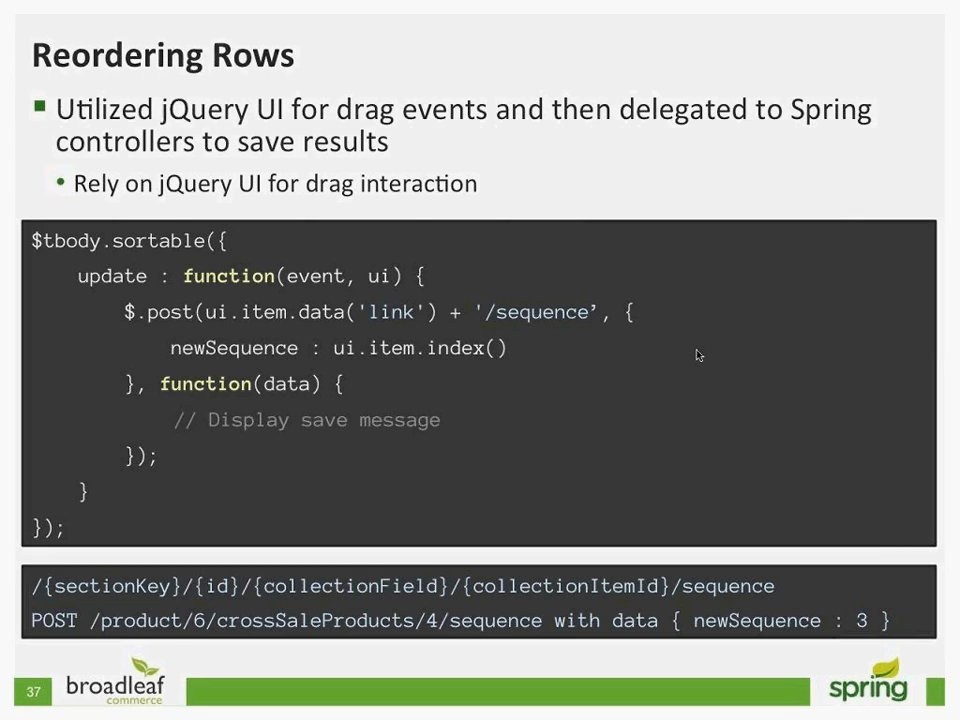 Reordering Rows
▪ Utilized jQuery UI for drag events and then delegated to Spring
controllers to save results
• Rely on jQuery UI for drag interaction
$tbody.sortable({
    update : function(event, ui) {
        $.post(ui.item.data('link') + '/sequence’, {
            newSequence : ui.item.index()
        }, function(data) {
            // Display save message
        });
    }
});
/{sectionKey}/{id}/{collectionField}/{collectionItemId}/sequence
POST /product/6/crossSaleProducts/4/sequence with data { newSequence : 3 }
37
broadleaf
commerce
spring